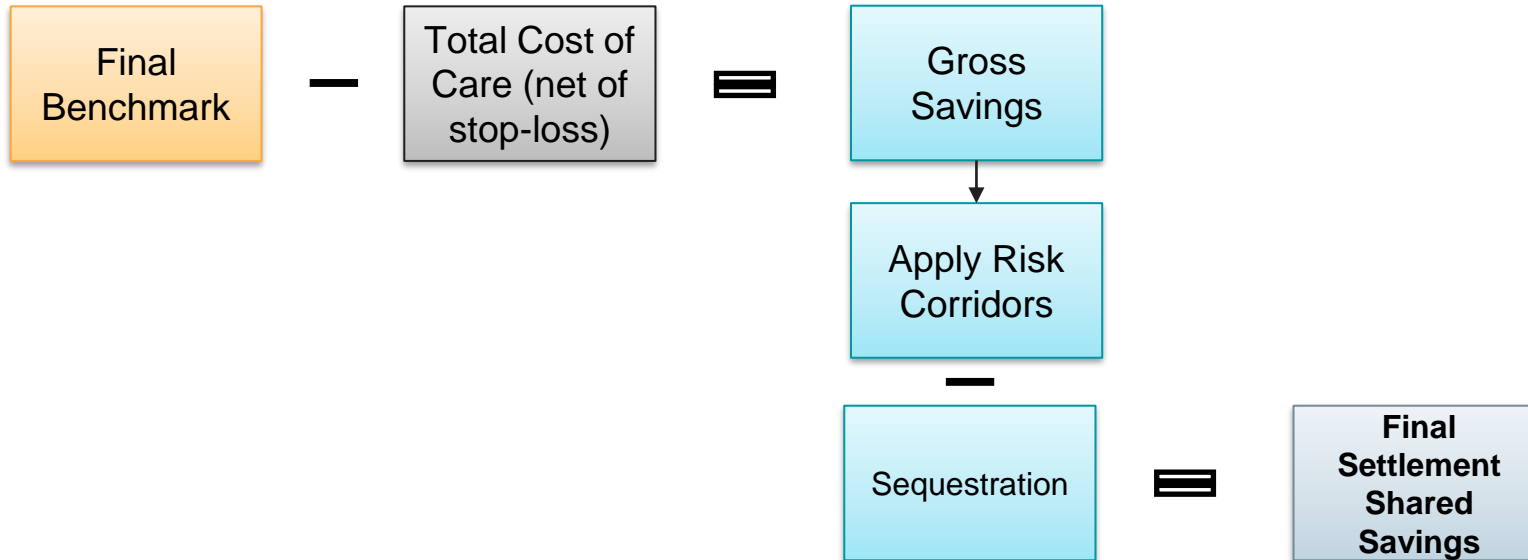 Final
Benchmark
Total Cost of
Care (net of
stop-loss)
Gross
Savings
Apply Risk
Corridors
Sequestration
Final
Settlement
Shared
Savings